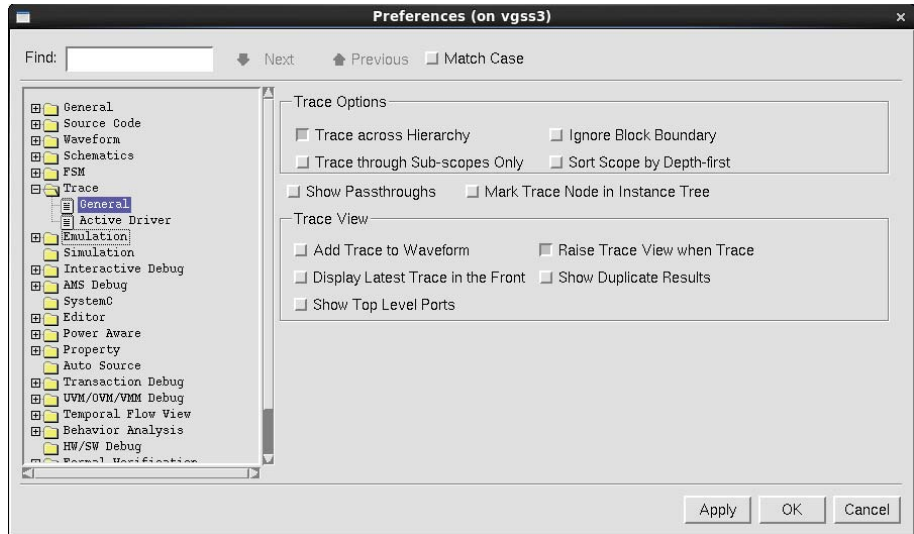 Preferences (on vgss3)
Find:
Next
Previous
Match Case
General
Source Code
Waveform
Schematics
FSM
Trace
General
Active Driver
Emulation
Simulation
Interactive Debug
AMS Debug
SystemC
Editor
Power Aware
Property
Auto Source
Transaction Debug
UVM/OVM/VMM Debug
Temporal Flow View
Behavior Analysis
HW/SW Debug
Formal Verification
Trace Options
Trace across Hierarchy
Ignore Block Boundary
Trace through Sub-scopes Only
Sort Scope by Depth-first
Show Passthroughs
Mark Trace Node in Instance Tree
Trace View
Add Trace to Waveform
Raise Trace View when Trace
Display Latest Trace in the Front
Show Duplicate Results
Show Top Level Ports
Apply
OK
Cancel